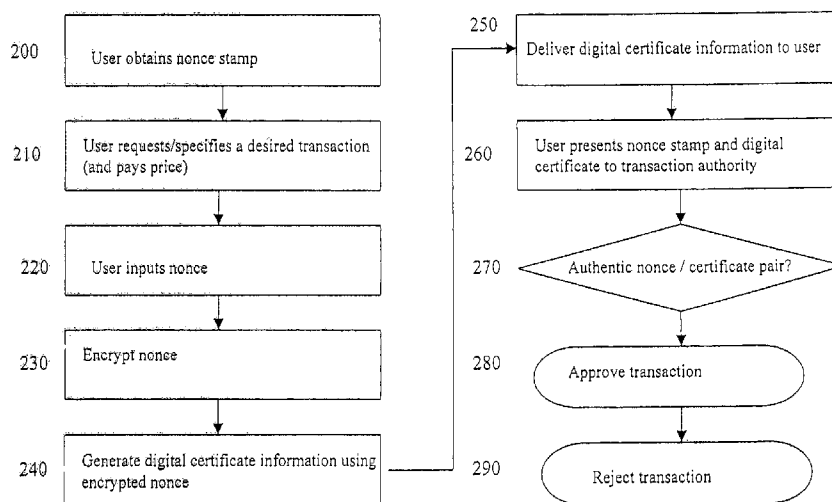 200
User obtains nonce stamp
210
User requests/specifies a desired transaction
(and pays price)
220
User inputs nonce
230
Encrypt nonce
240
Generate digital certificate information using
encrypted nonce
250
Deliver digital certificate information to user
260
User presents nonce stamp and digital
certificate to transaction authority
270
Authentic nonce / certificate pair?
280
Approve transaction
290
Reject transaction